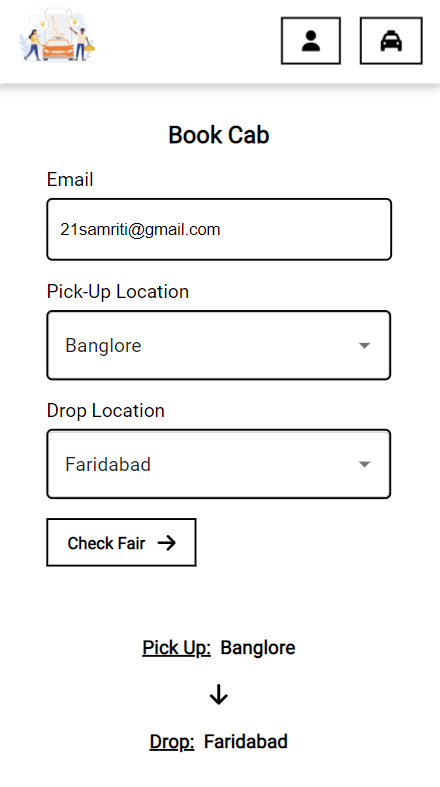 Book Cab
Email
21samriti@gmail.com
Pick-Up Location
Banglore
Drop Location
Faridabad
Check Fair
Pick Up: Banglore
Drop: Faridabad